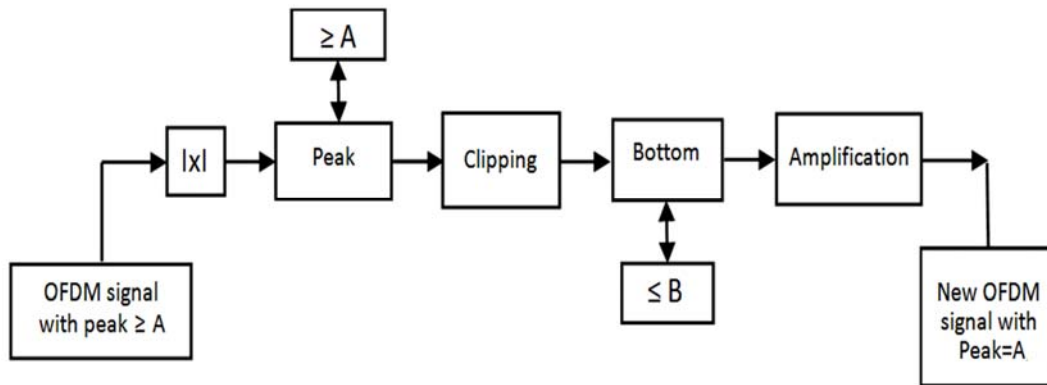 ≥ A
|x|
Peak
Clipping
Bottom
Amplification
OFDM signal
with peak ≥ A
≤ B
New OFDM
signal with
Peak=A